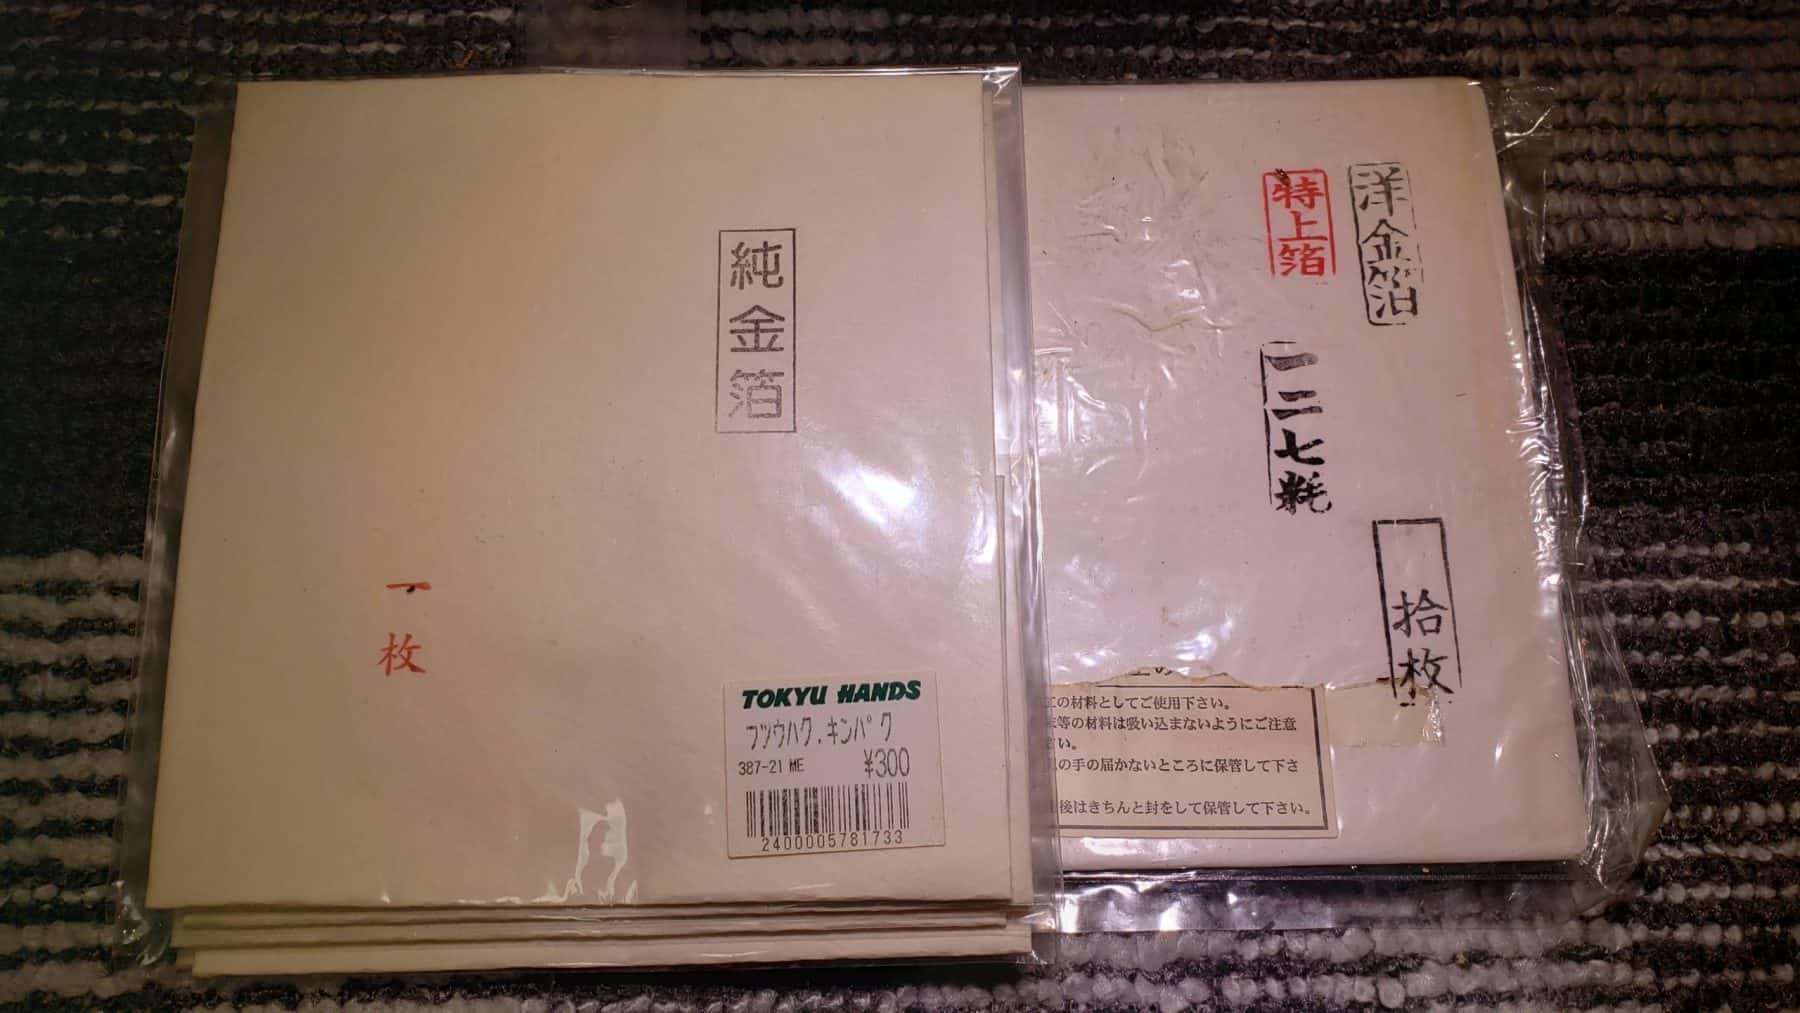 純金箔
一枚
TOKYU HANDS
フツウハク.キンパク
387-21 ME ¥300
2400005781733
洋金箔
特上箔
一二七粍
拾枚
の材料としてご使用下さい。
等の材料は吸い込まないようにご注意
い。
の手の届かないところに保管して下さ
後はきちんと封をして保管して下さい。